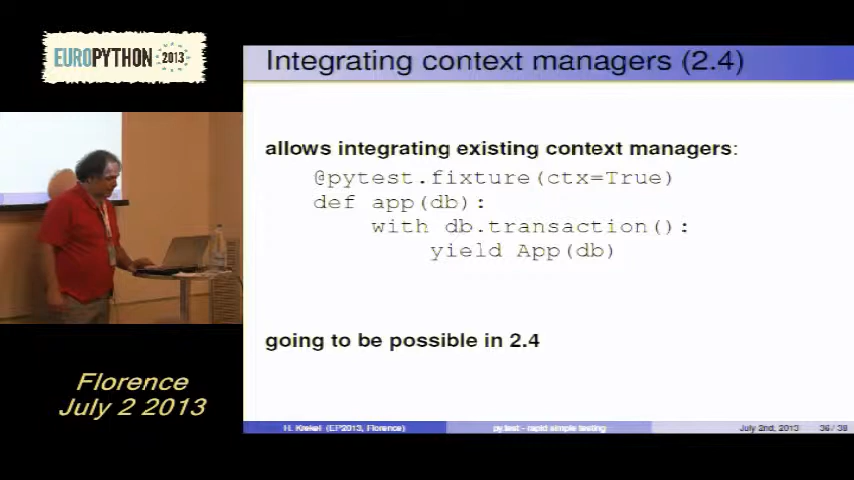 EUROPYTHON 2013
Integrating context managers (2.4)
allows integrating existing context managers:
@pytest.fixture(ctx=True)
def app(db):
with db.transaction():
yield App(db)
going to be possible in 2.4
Florence
July 2 2013
H. Krekel (EP2013, Florence)
py.test - rapid simple testing
July 2nd, 2013
36 / 38